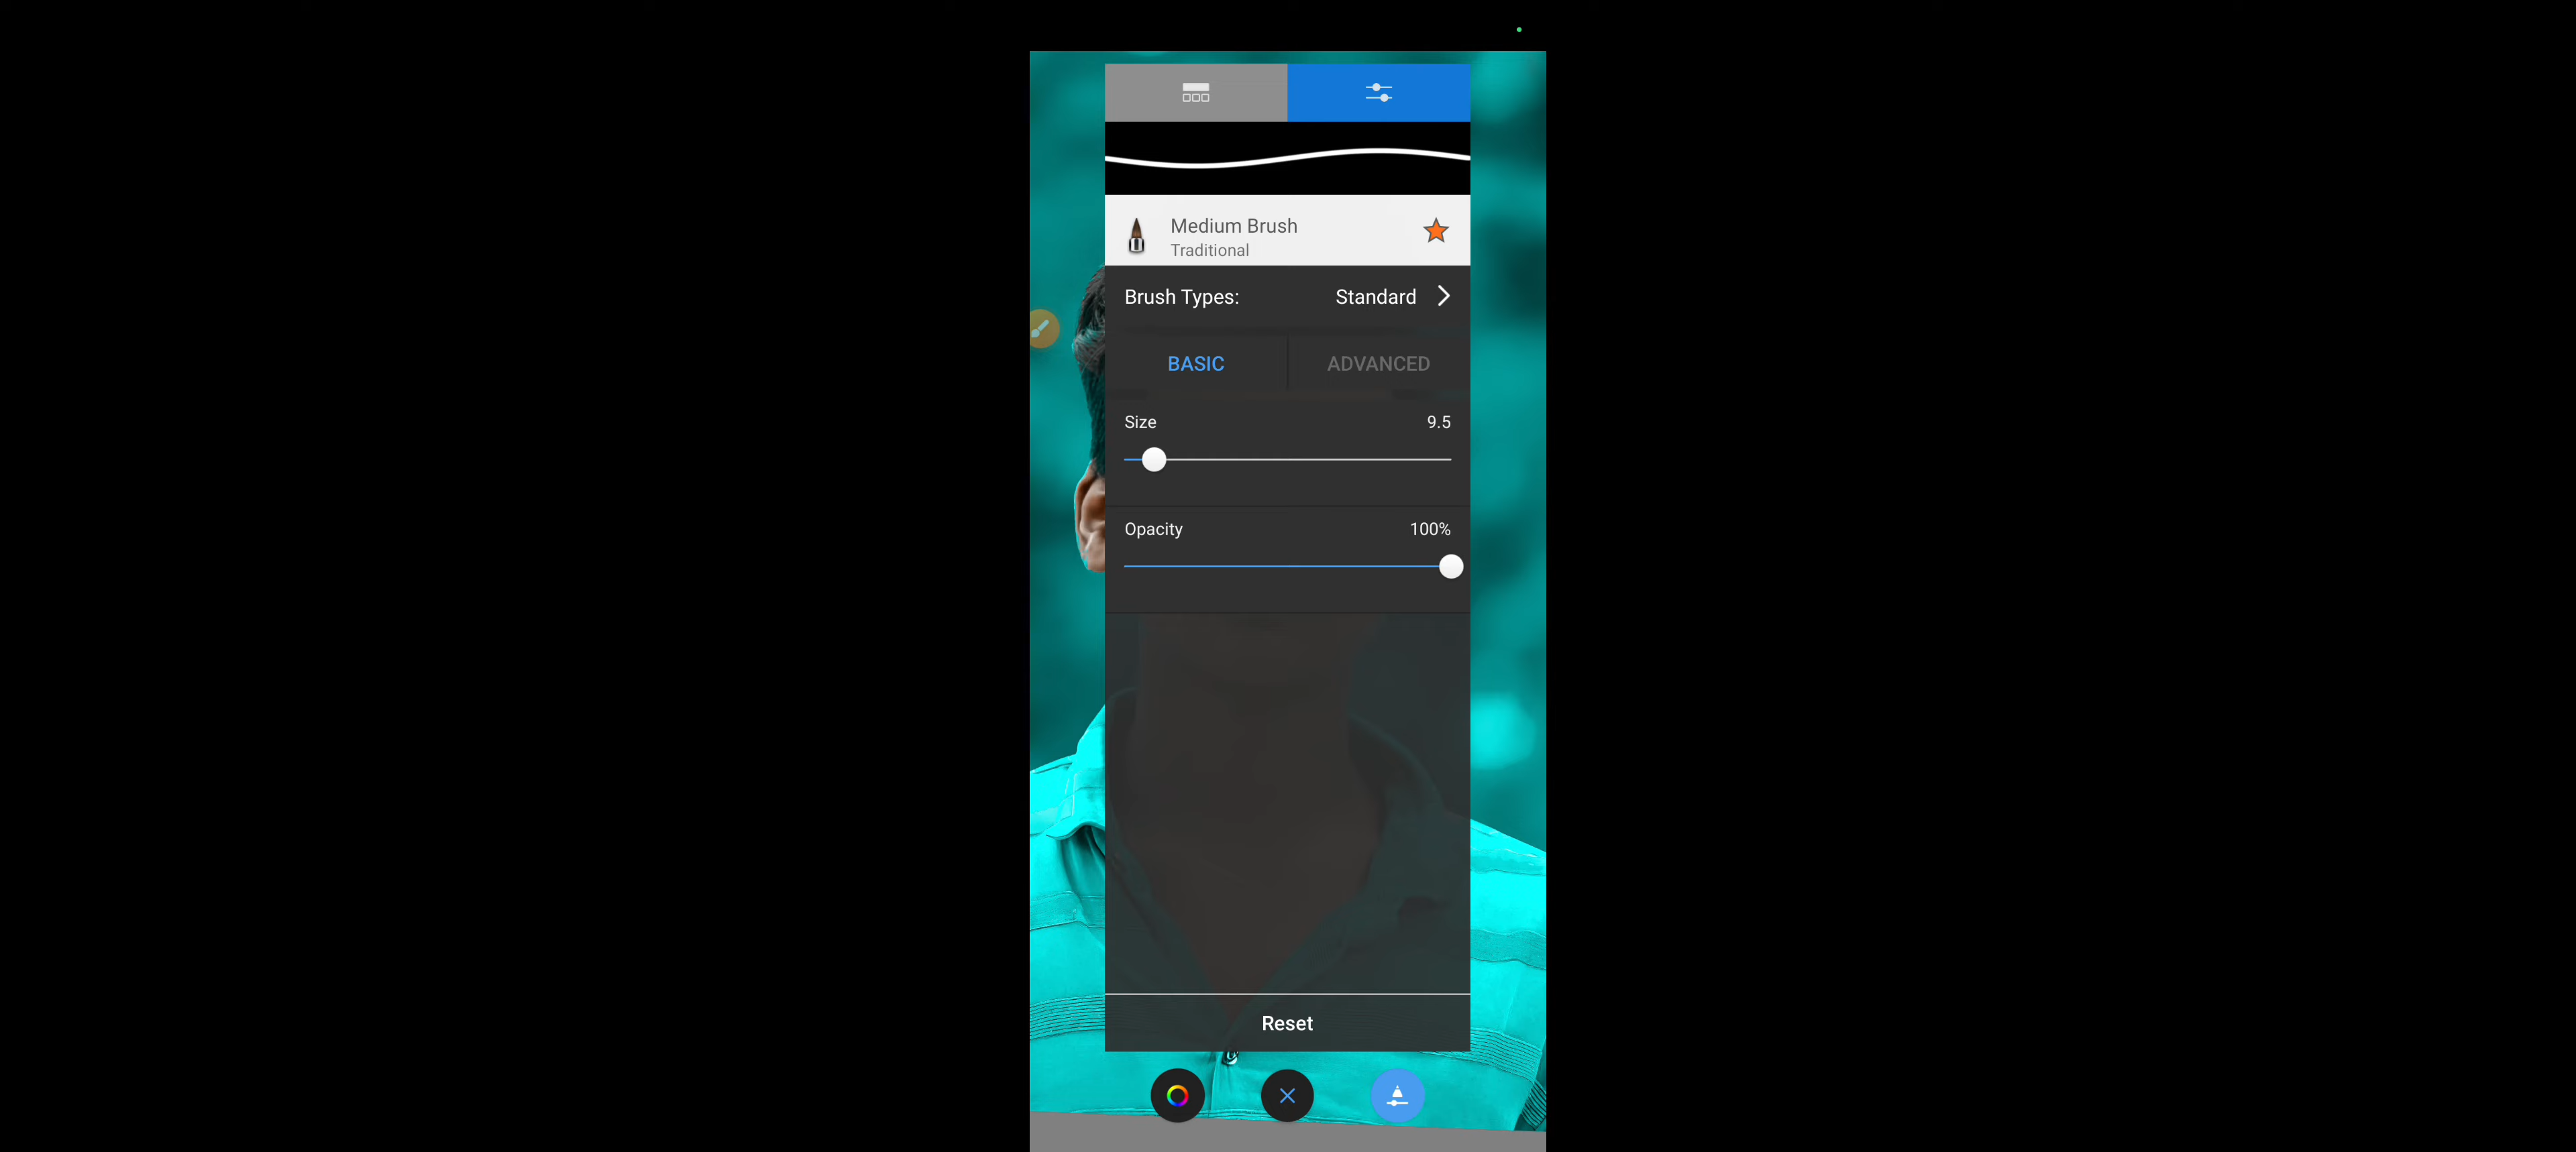 Medium Brush
Traditional
Brush Types: Standard
BASIC ADVANCED
Size 9.5
Opacity 100%
Reset